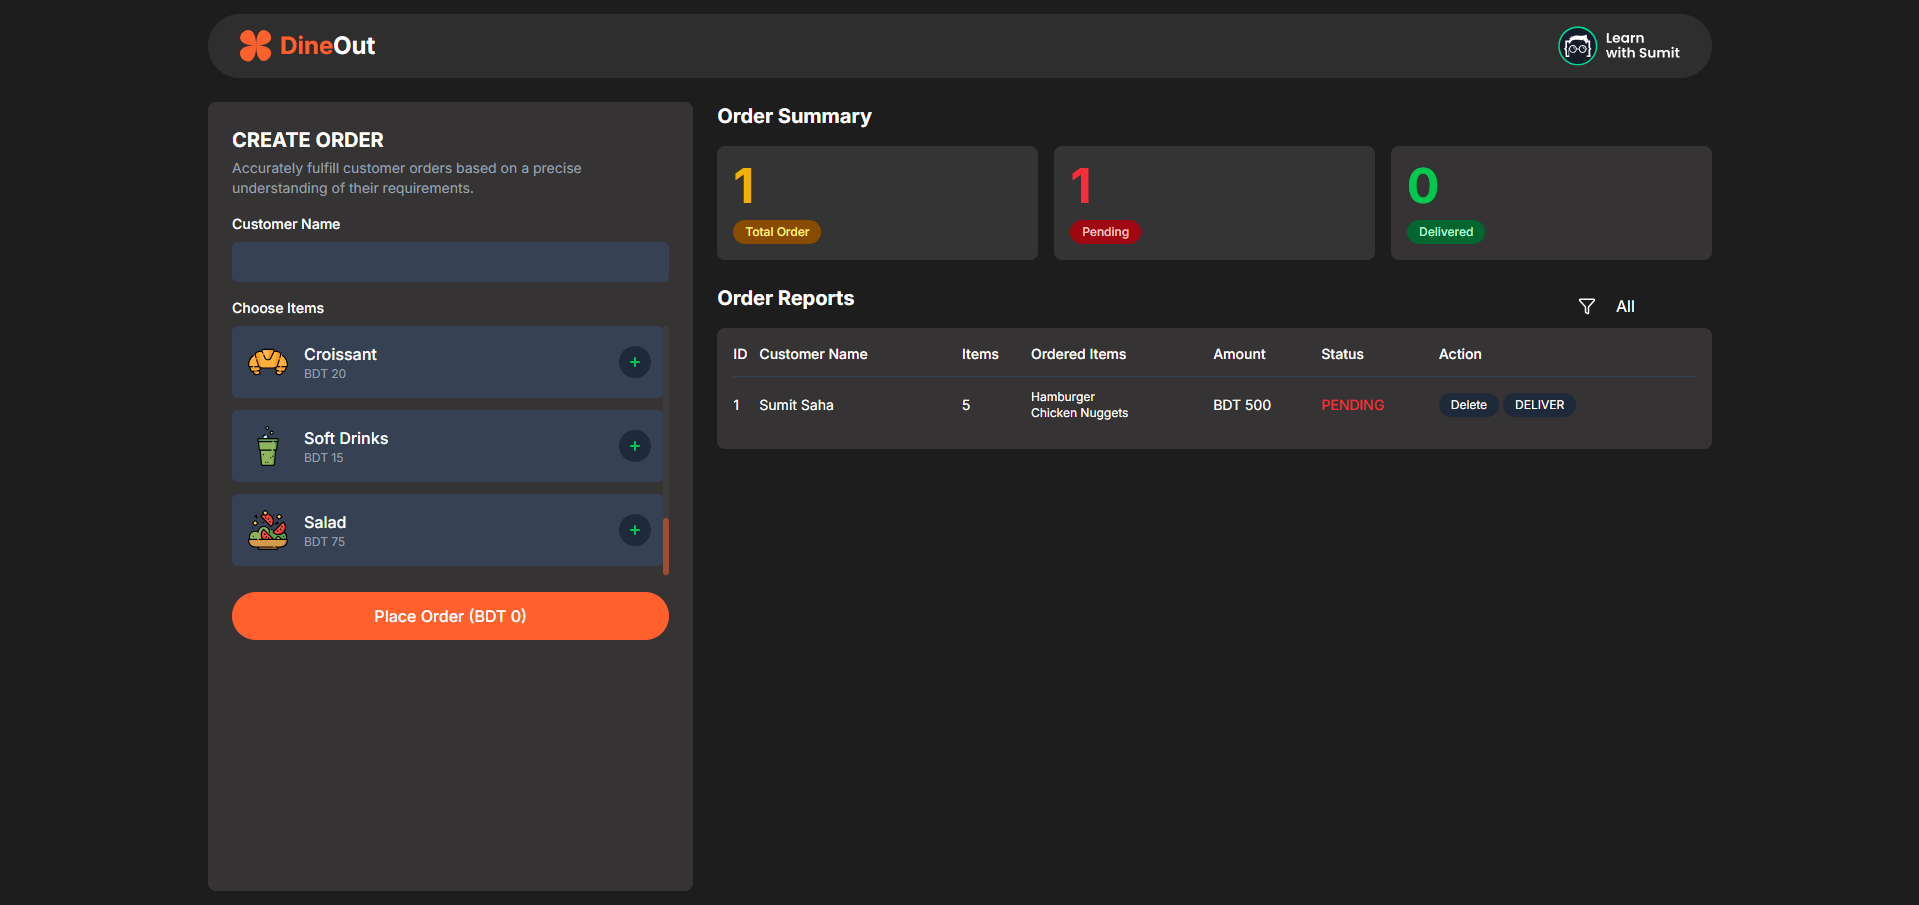 DineOut
Learn
with Sumit
CREATE ORDER
Accurately fulfill customer orders based on a precise
understanding of their requirements.
Customer Name
Choose Items
Croissant
BDT 20
Soft Drinks
BDT 15
Salad
BDT 75
Place Order (BDT 0)
Order Summary
1
Total Order
1
Pending
0
Delivered
Order Reports
All
ID Customer Name Items Ordered Items Amount Status Action
1 Sumit Saha 5 Hamburger BDT 500 PENDING Delete DELIVER
Chicken Nuggets